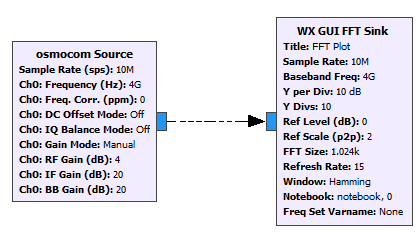 osmocom Source
Sample Rate (sps): 10M
Ch0: Frequency (Hz): 4G
Ch0: Freq. Corr. (ppm): 0
Ch0: DC Offset Mode: Off
Ch0: IQ Balance Mode: Off
Ch0: Gain Mode: Manual
Ch0: RF Gain (dB): 4
Ch0: IF Gain (dB): 20
Ch0: BB Gain (dB): 20
WX GUI FFT Sink
Title: FFT Plot
Sample Rate: 10M
Baseband Freq: 4G
Y per Div: 10 dB
Y Divs: 10
Ref Level (dB): 0
Ref Scale (p2p): 2
FFT Size: 1.024k
Refresh Rate: 15
Window: Hamming
Notebook: notebook, 0
Freq Set Varname: None